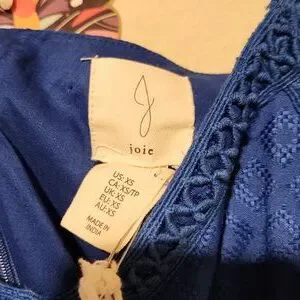 J
joie
US:XS
CA:XS/TP
UK:XS
EU:XS
AU:XS
MADE IN
INDIA